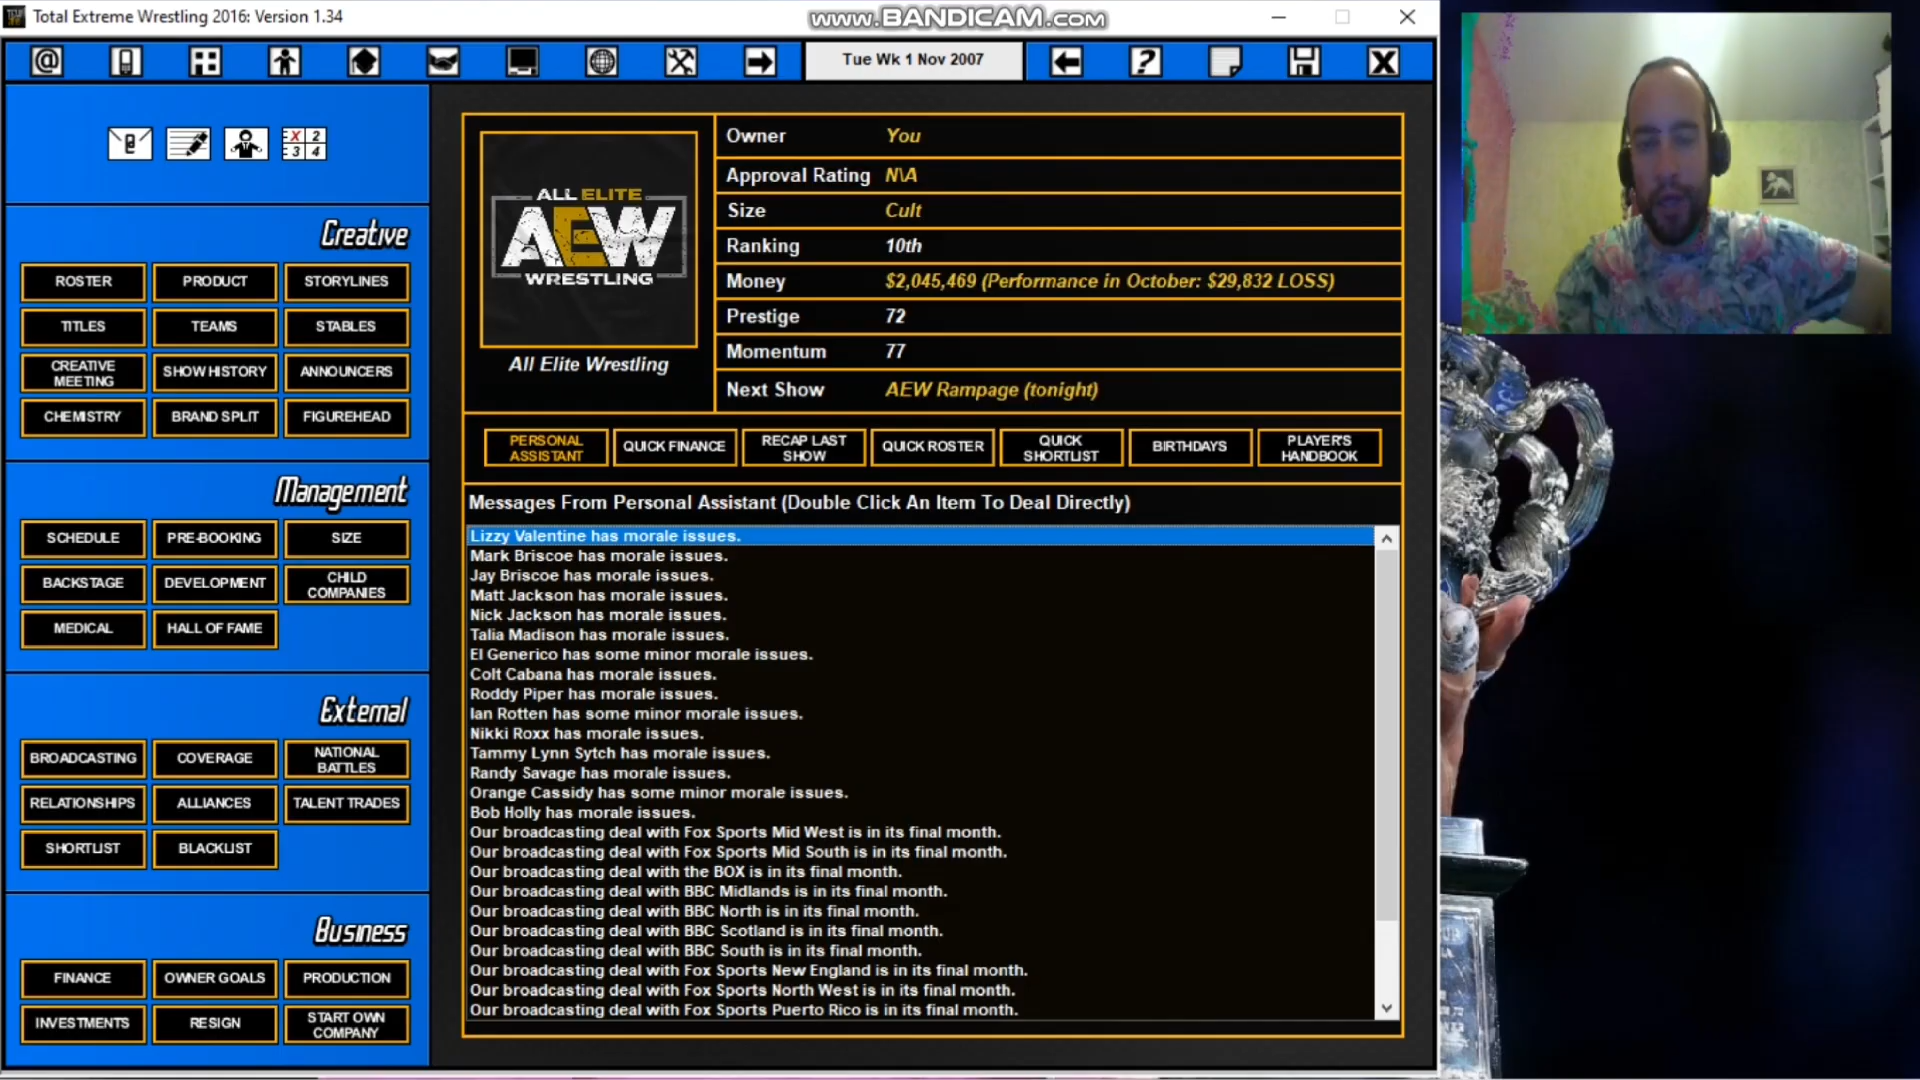 Total Extreme Wrestling 2016: Version 1.34
www.BANDICAM.com
Tue Wk 1 Nov 2007
Creative
ROSTER
PRODUCT
STORYLINES
TITLES
TEAMS
STABLES
CREATIVE MEETING
SHOW HISTORY
ANNOUNCERS
CHEMISTRY
BRAND SPLIT
FIGUREHEAD
Management
SCHEDULE
PRE-BOOKING
SIZE
BACKSTAGE
DEVELOPMENT
CHILD COMPANIES
MEDICAL
HALL OF FAME
External
BROADCASTING
COVERAGE
NATIONAL BATTLES
RELATIONSHIPS
ALLIANCES
TALENT TRADES
SHORTLIST
BLACKLIST
Business
FINANCE
OWNER GOALS
PRODUCTION
INVESTMENTS
RESIGN
START OWN COMPANY
ALL ELITE
AEW
WRESTLING
All Elite Wrestling
Owner You
Approval Rating N\A
Size Cult
Ranking 10th
Money $2,045,469 (Performance in October: $29,832 LOSS)
Prestige 72
Momentum 77
Next Show AEW Rampage (tonight)
PERSONAL ASSISTANT
QUICK FINANCE
RECAP LAST SHOW
QUICK ROSTER
QUICK SHORTLIST
BIRTHDAYS
PLAYER'S HANDBOOK
Messages From Personal Assistant (Double Click An Item To Deal Directly)
Lizzy Valentine has morale issues.
Mark Briscoe has morale issues.
Jay Briscoe has morale issues.
Matt Jackson has morale issues.
Nick Jackson has morale issues.
Talia Madison has morale issues.
El Generico has some minor morale issues.
Colt Cabana has morale issues.
Roddy Piper has morale issues.
Ian Rotten has some minor morale issues.
Nikki Roxx has morale issues.
Tammy Lynn Sytch has morale issues.
Randy Savage has morale issues.
Orange Cassidy has some minor morale issues.
Bob Holly has morale issues.
Our broadcasting deal with Fox Sports Mid West is in its final month.
Our broadcasting deal with Fox Sports Mid South is in its final month.
Our broadcasting deal with the BOX is in its final month.
Our broadcasting deal with BBC Midlands is in its final month.
Our broadcasting deal with BBC North is in its final month.
Our broadcasting deal with BBC Scotland is in its final month.
Our broadcasting deal with BBC South is in its final month.
Our broadcasting deal with Fox Sports New England is in its final month.
Our broadcasting deal with Fox Sports North West is in its final month.
Our broadcasting deal with Fox Sports Puerto Rico is in its final month.